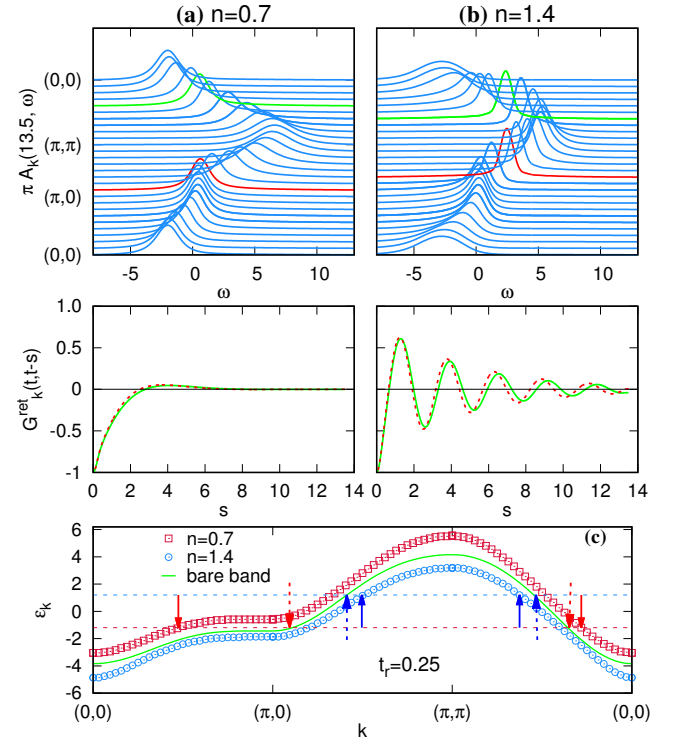 (a) n=0.7
(b) n=1.4
π A_k(13.5, ω)
(0,0)
(π,π)
(π,0)
(0,0)
-5 0 5 10
ω
-5 0 5 10
ω
G^ret_k(t,t-s)
1.0
0.5
0
-0.5
-1
0 2 4 6 8 10 12 14
s
0 2 4 6 8 10 12 14
s
ε_k
6
4
2
0
-2
-4
-6
n=0.7
n=1.4
bare band
(c)
t_r=0.25
(0,0) (π,0) (π,π) (0,0)
k